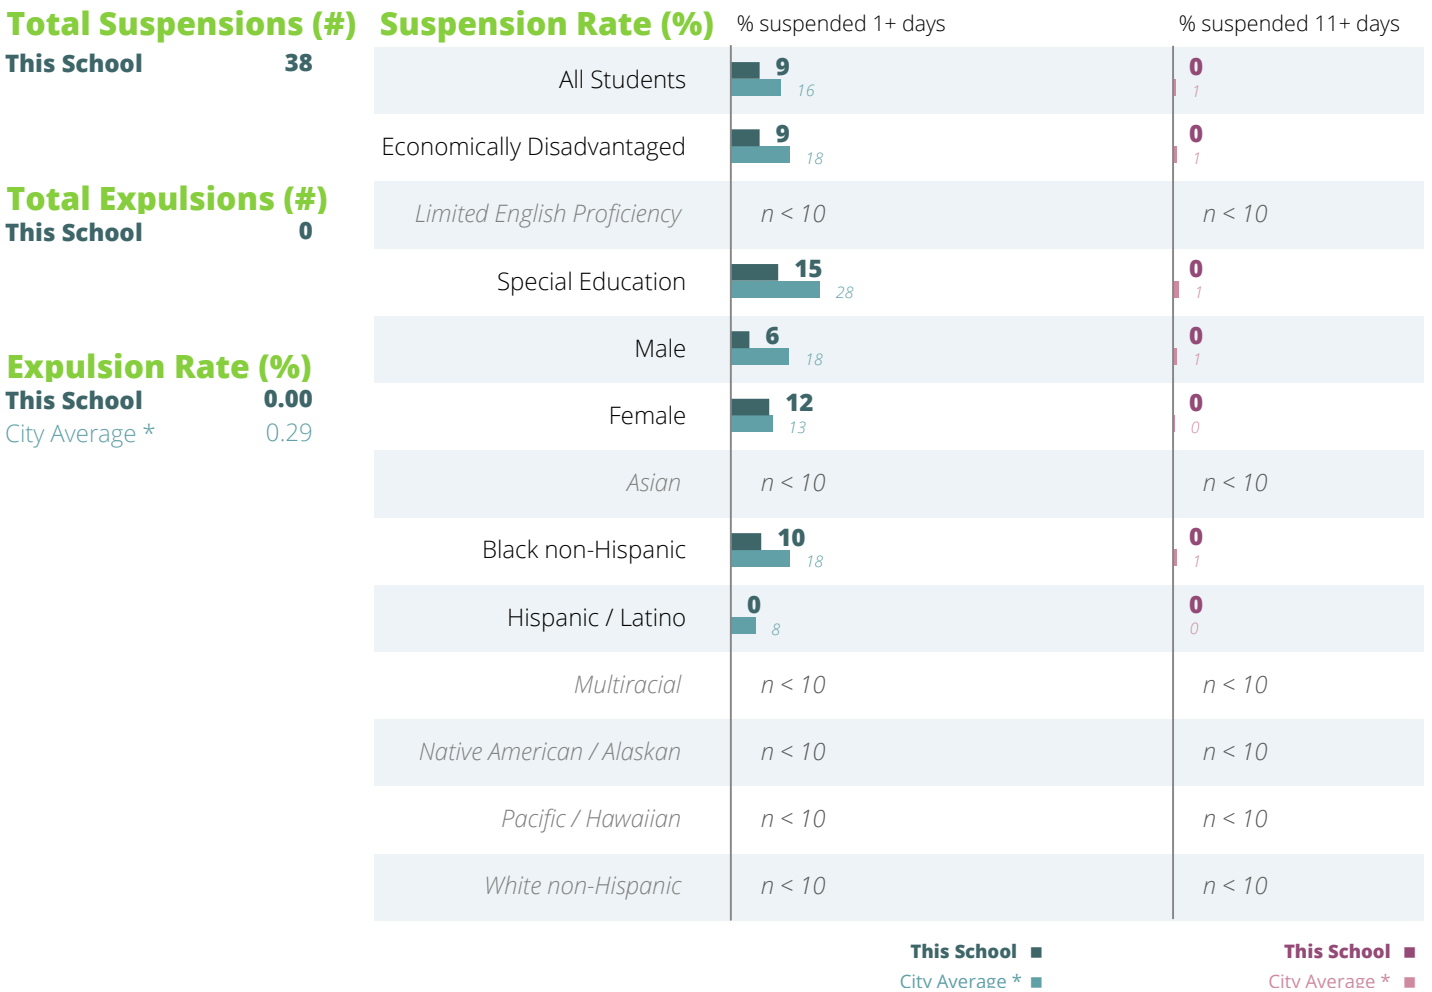 Total Suspensions (#)
This School 38
Total Expulsions (#)
This School 0
Expulsion Rate (%)
This School 0.00
City Average * 0.29
Suspension Rate (%) % suspended 1+ days % suspended 11+ days
All Students 9 0
16 1
Economically Disadvantaged 9 0
18 1
Limited English Proficiency n < 10 n < 10
Special Education 15 0
28 1
Male 6 0
18 1
Female 12 0
13 0
Asian n < 10 n < 10
Black non-Hispanic 10 0
18 1
Hispanic / Latino 0 0
8 0
Multiracial n < 10 n < 10
Native American / Alaskan n < 10 n < 10
Pacific / Hawaiian n < 10 n < 10
White non-Hispanic n < 10 n < 10
This School This School
City Average * City Average *